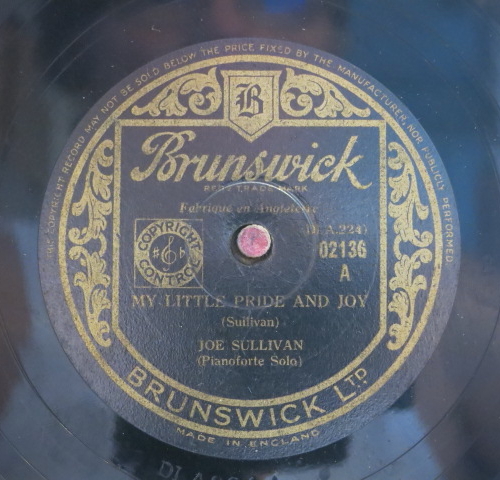 THIS COPYRIGHT RECORD MAY NOT BE SOLD BELOW THE PRICE FIXED BY THE MANUFACTURER, NOR PUBLICLY PERFORMED
B
Brunswick
REGD TRADE MARK
Fabriqué en Angleterre
COPYRIGHT
CONTROL
(DLA.224)
02136
A
MY LITTLE PRIDE AND JOY
(Sullivan)
JOE SULLIVAN
(Pianoforte Solo)
BRUNSWICK LTD
MADE IN ENGLAND